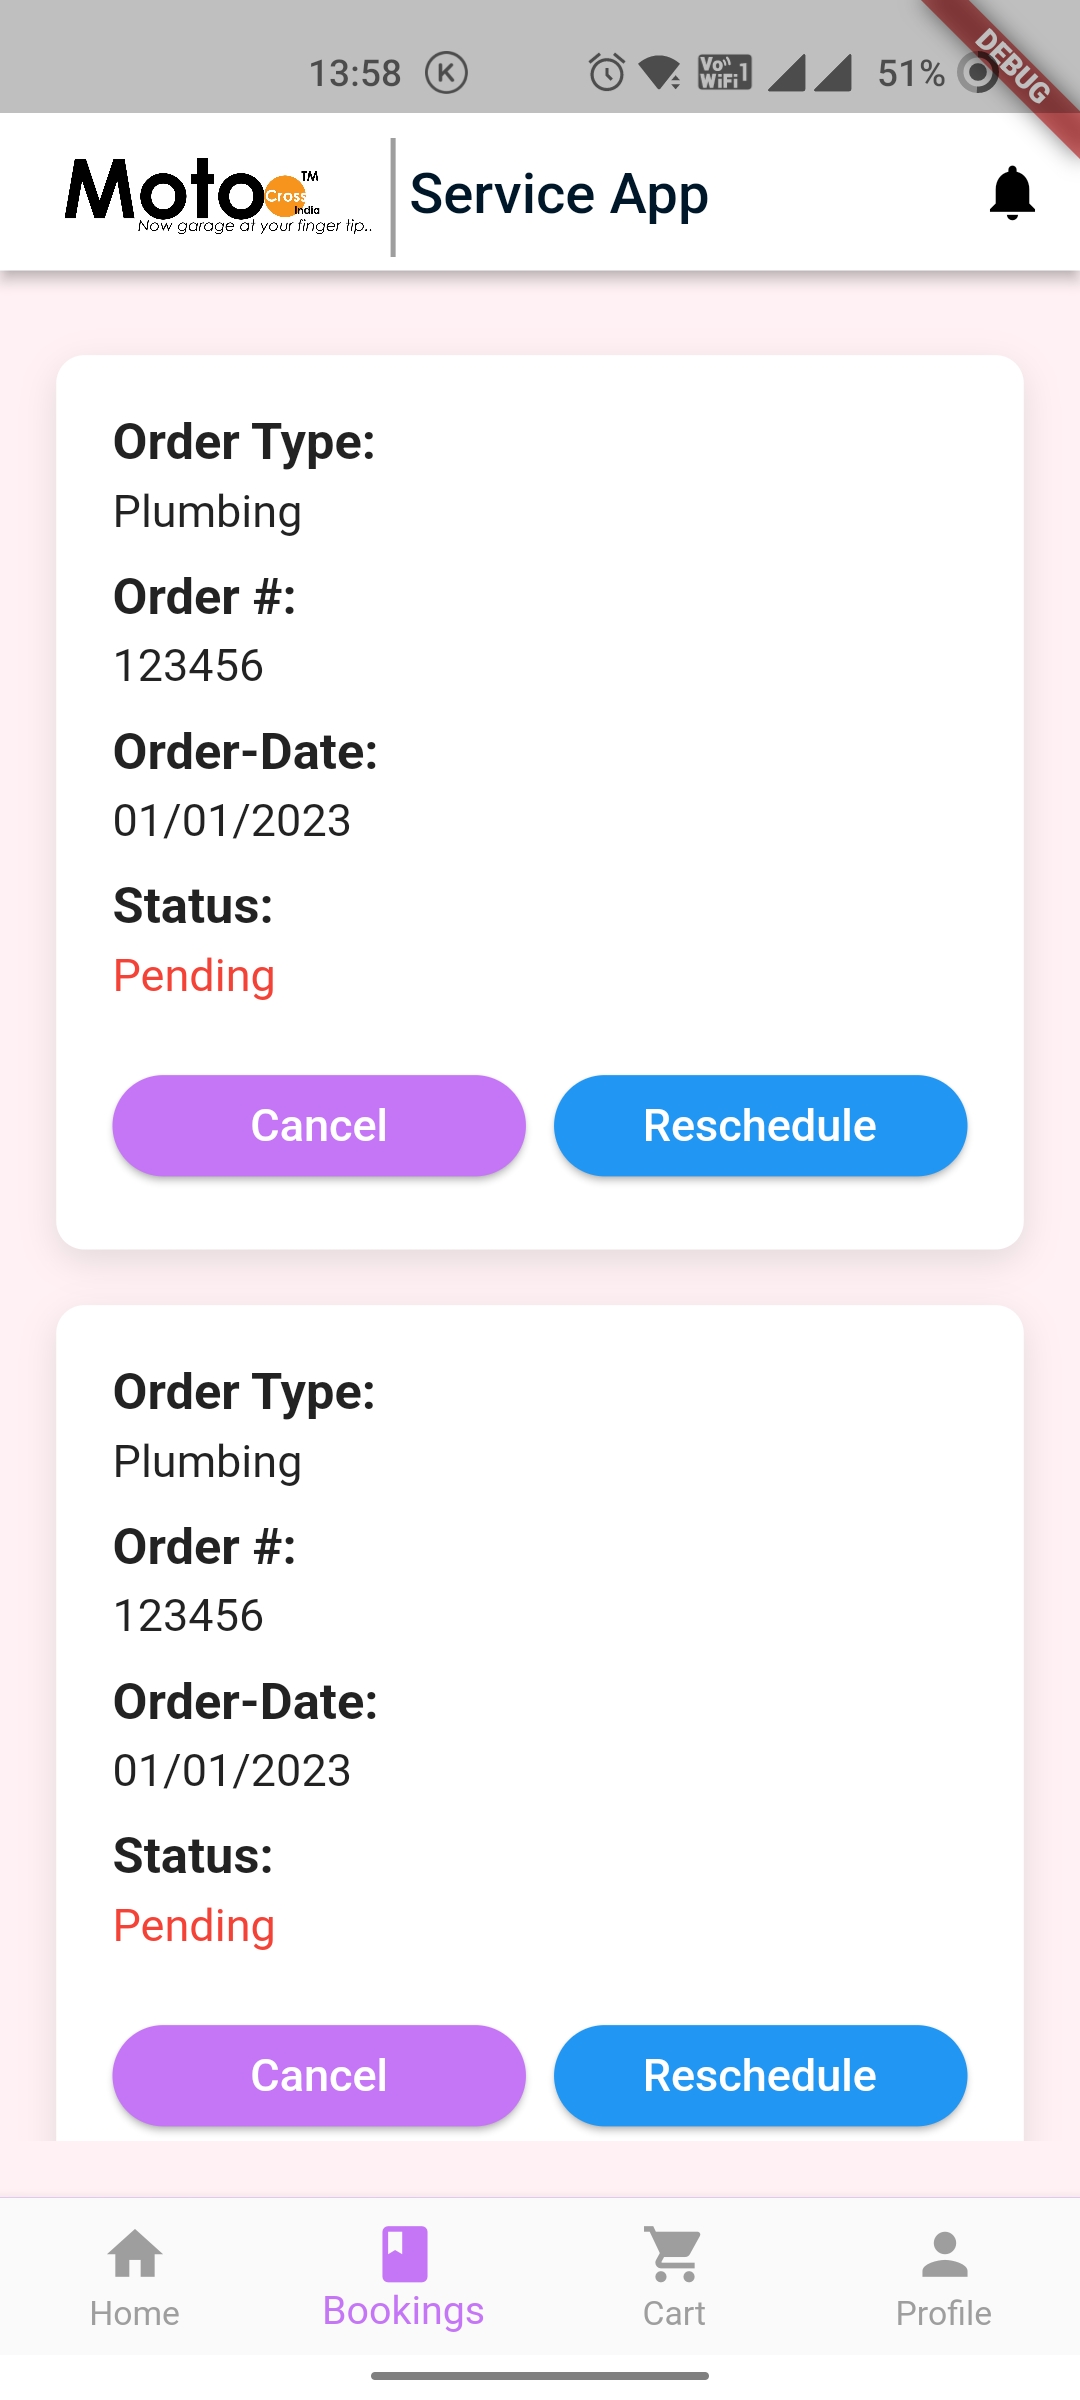 13:58
Vo WiFi 1
51%
DEBUG
Moto Cross India TM
Now garage at your finger tip..
Service App
Order Type:
Plumbing
Order #:
123456
Order-Date:
01/01/2023
Status:
Pending
Cancel
Reschedule
Order Type:
Plumbing
Order #:
123456
Order-Date:
01/01/2023
Status:
Pending
Cancel
Reschedule
Home
Bookings
Cart
Profile